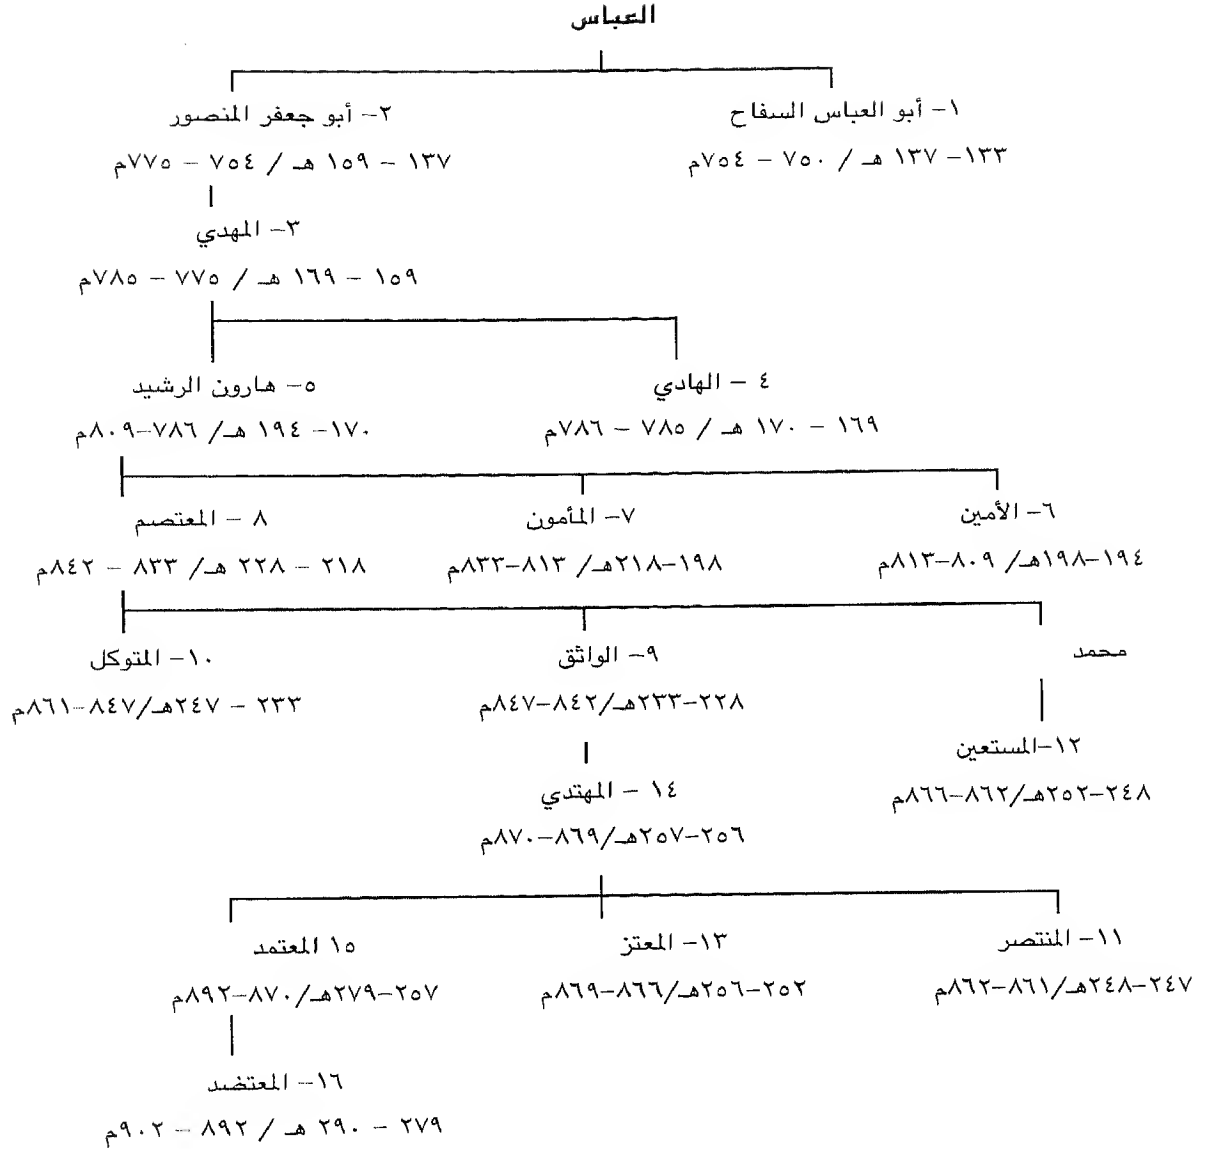 العباس
١- أبو العباس السفاح
٢- أبو جعفر المنصور
١٣٣- ١٣٧ هـ / ٧٥٠ - ٧٥٤م
١٣٧ - ١٥٩ هـ / ٧٥٤ - ٧٧٥م
٣- المهدي
١٥٩ - ١٦٩ هـ / ٧٧٥ - ٧٨٥م
٤ - الهادي
٥- هارون الرشيد
١٦٩ - ١٧٠ هـ / ٧٨٥ - ٧٨٦م
١٧٠- ١٩٤ هـ/ ٧٨٦-٨٠٩م
٦- الأمين
٧- المأمون
٨ - المعتصم
١٩٤-١٩٨هـ/ ٨٠٩-٨١٣م
١٩٨-٢١٨هـ/ ٨١٣-٨٣٣م
٢١٨ - ٢٢٨ هـ/ ٨٣٣ - ٨٤٢م
محمد
٩- الواثق
١٠- المتوكل
٢٢٨-٢٣٣هـ/٨٤٢-٨٤٧م
٢٣٣ - ٢٤٧هـ/٨٤٧-٨٦١م
١٢-المستعين
٢٤٨-٢٥٢هـ/٨٦٢-٨٦٦م
١٤ - المهتدي
٢٥٦-٢٥٧هـ/٨٦٩-٨٧٠م
١١- المنتصر
١٣- المعتز
١٥ المعتمد
٢٤٧-٢٤٨هـ/٨٦١-٨٦٢م
٢٥٢-٢٥٦هـ/٨٦٦-٨٦٩م
٢٥٧-٢٧٩هـ/٨٧٠-٨٩٢م
١٦- المعتضد
٢٧٩ - ٢٩٠ هـ / ٨٩٢ - ٩٠٢م